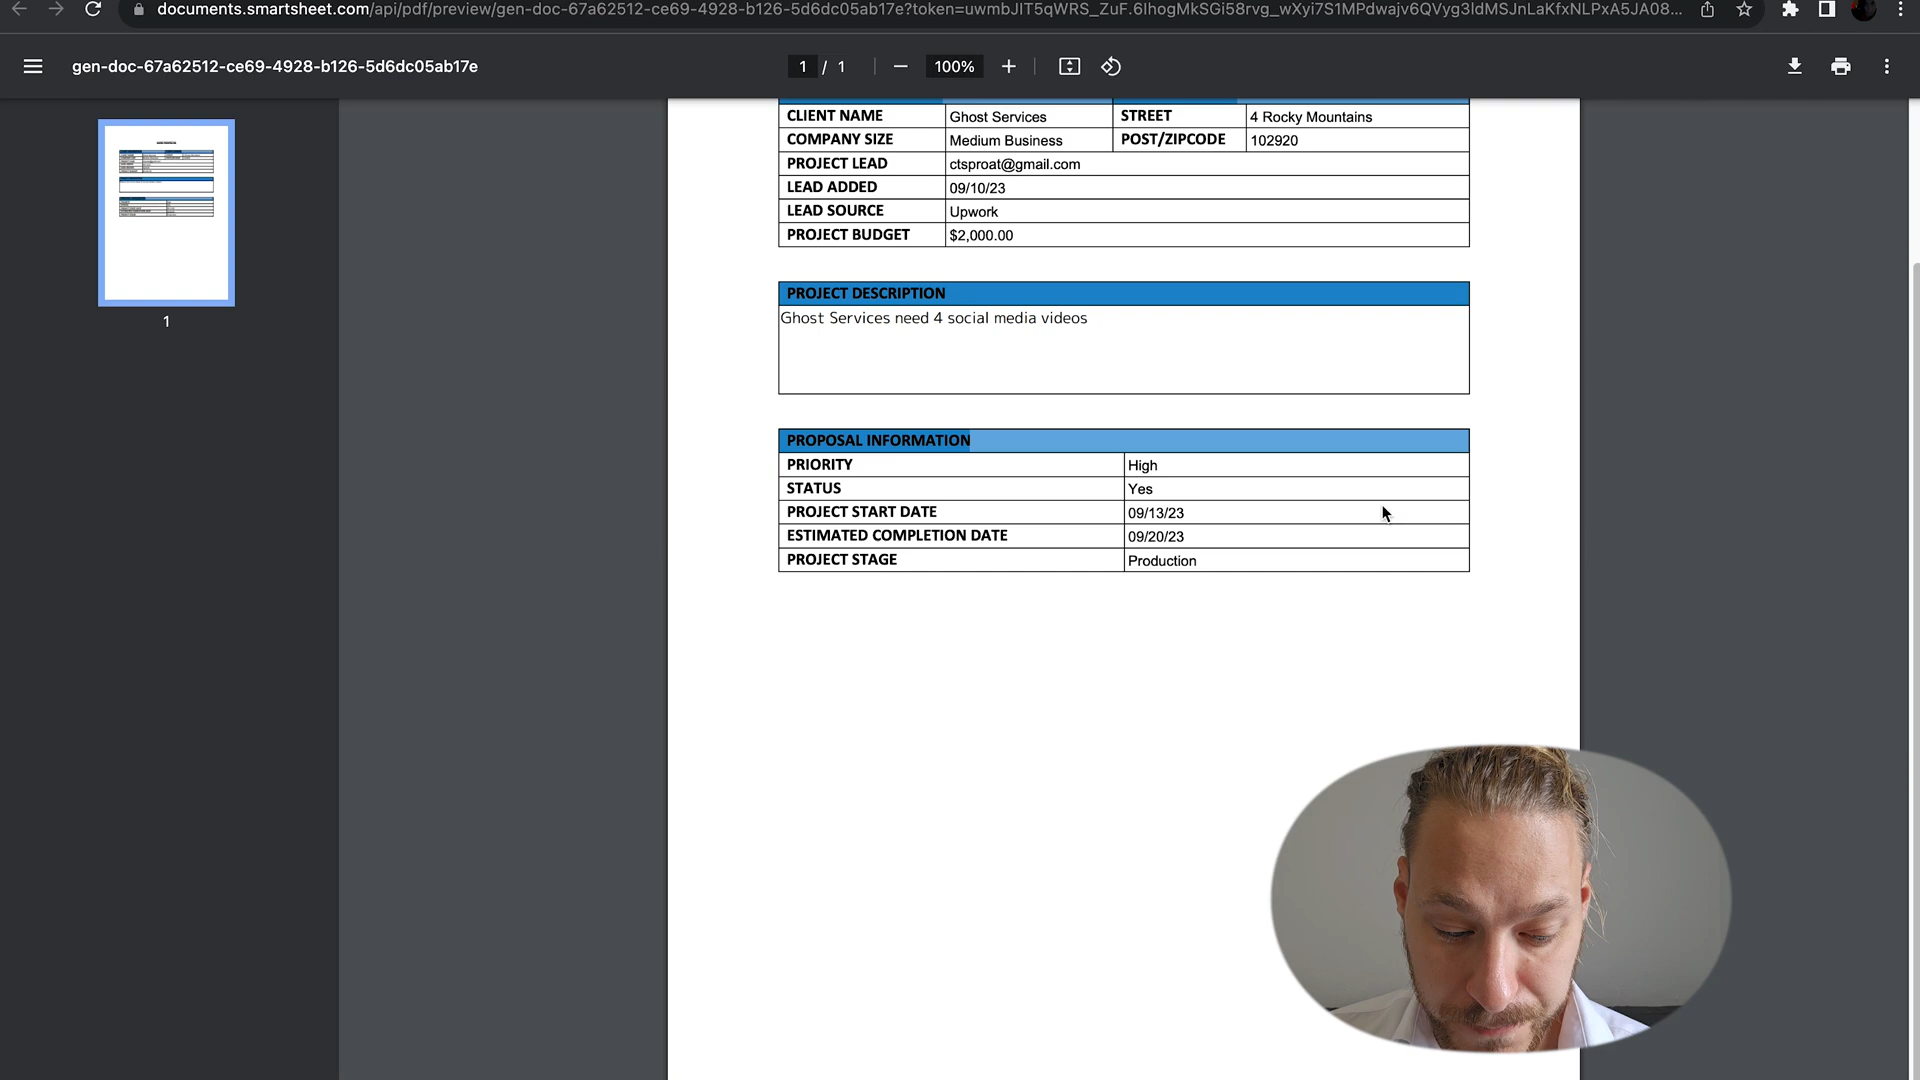 documents.smartsheet.com/api/pdf/preview/gen-doc-67a62512-ce69-4928-b126-5d6dc05ab17e?token=uwmbJIT5qWRS_ZuF.6IhogMkSGi58rvg_wXyi7S1MPdwajv6QVyg3IdMSJnLaKfxNLPxA5JA08...
gen-doc-67a62512-ce69-4928-b126-5d6dc05ab17e
1 / 1
100%
1
CLIENT NAME Ghost Services STREET 4 Rocky Mountains
COMPANY SIZE Medium Business POST/ZIPCODE 102920
PROJECT LEAD ctsproat@gmail.com
LEAD ADDED 09/10/23
LEAD SOURCE Upwork
PROJECT BUDGET $2,000.00
PROJECT DESCRIPTION
Ghost Services need 4 social media videos
PROPOSAL INFORMATION
PRIORITY High
STATUS Yes
PROJECT START DATE 09/13/23
ESTIMATED COMPLETION DATE 09/20/23
PROJECT STAGE Production